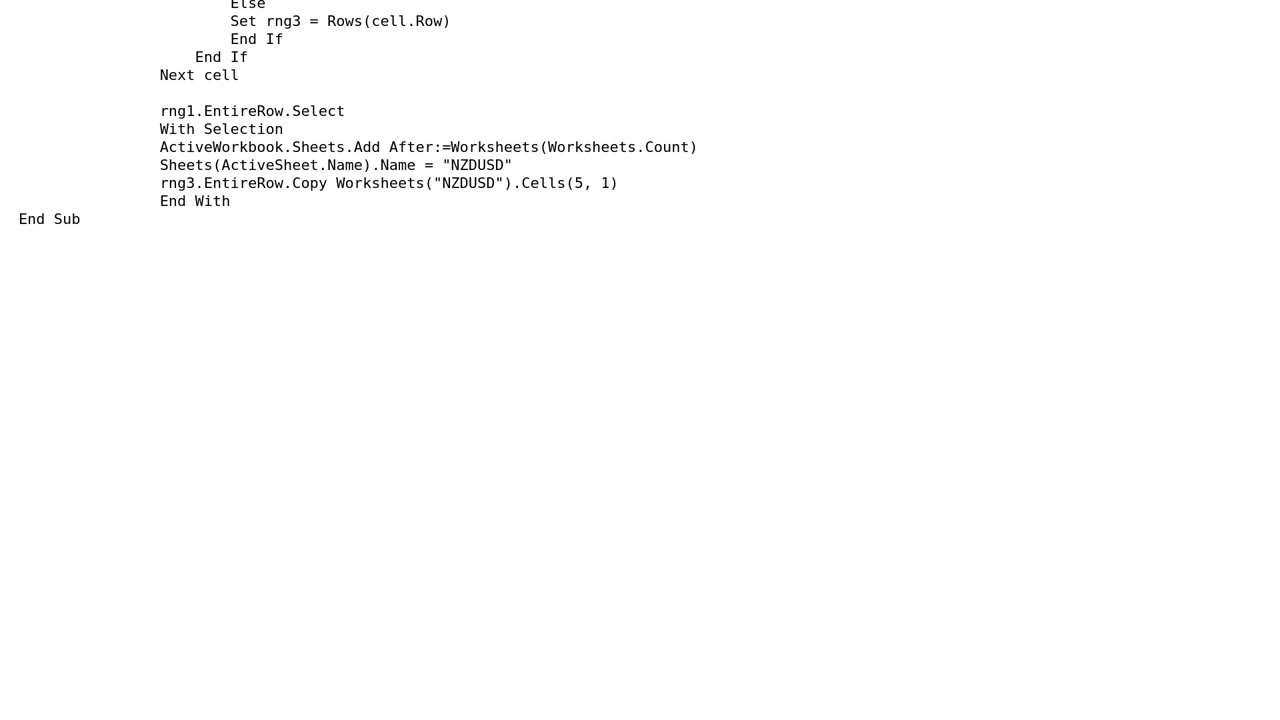 Else
Set rng3 = Rows(cell.Row)
End If
End If
Next cell
rng1.EntireRow.Select
With Selection
ActiveWorkbook.Sheets.Add After:=Worksheets(Worksheets.Count)
Sheets(ActiveSheet.Name).Name = "NZDUSD"
rng3.EntireRow.Copy Worksheets("NZDUSD").Cells(5, 1)
End With
End Sub